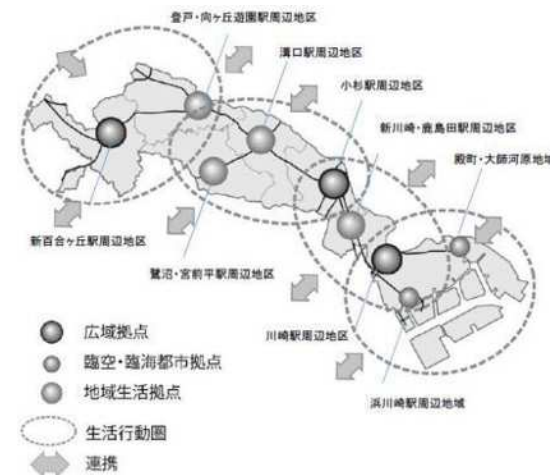 登戸・向ヶ丘遊園駅周辺地区
溝口駅周辺地区
小杉駅周辺地区
新川崎・鹿島田駅周辺地区
殿町・大師河原地域
新百合ヶ丘駅周辺地区
鷺沼・宮前平駅周辺地区
川崎駅周辺地区
浜川崎駅周辺地域
広域拠点
臨空・臨海都市拠点
地域生活拠点
生活行動圏
連携